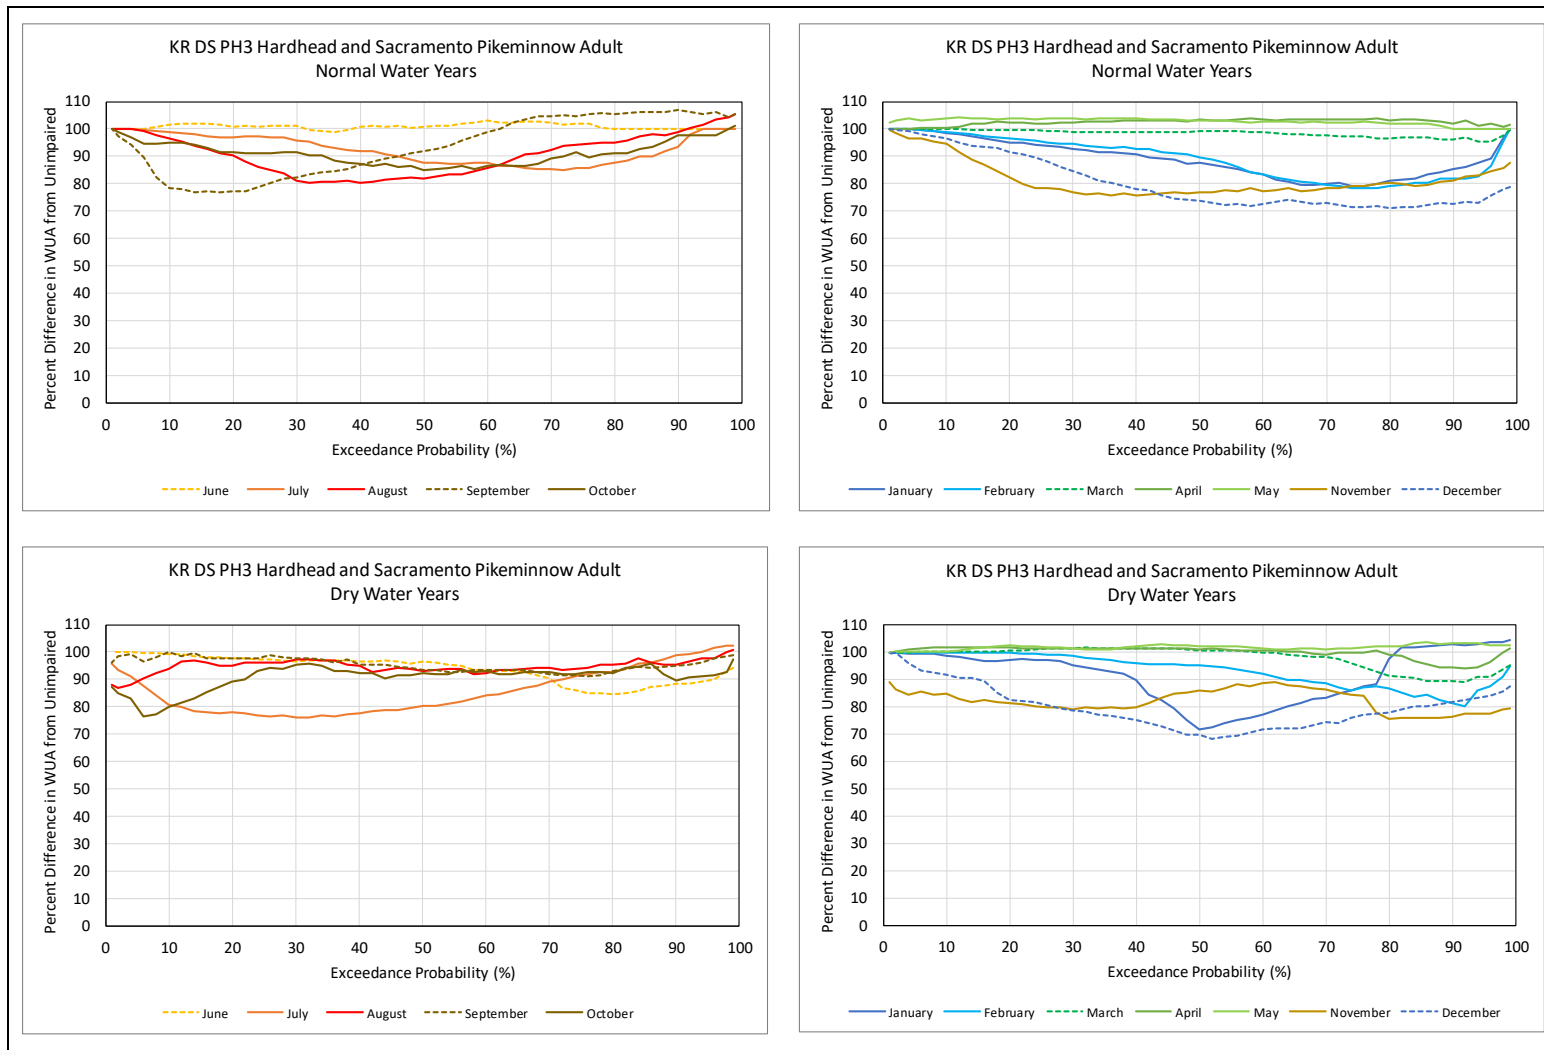 KR DS PH3 Hardhead and Sacramento Pikeminnow Adult
Normal Water Years
Percent Difference in WUA from Unimpaired
110
100
90
80
70
60
50
40
30
20
10
0
0 10 20 30 40 50 60 70 80 90 100
Exceedance Probability (%)
June July August September October
KR DS PH3 Hardhead and Sacramento Pikeminnow Adult
Normal Water Years
Percent Difference in WUA from Unimpaired
110
100
90
80
70
60
50
40
30
20
10
0
0 10 20 30 40 50 60 70 80 90 100
Exceedance Probability (%)
January February March April May November December
KR DS PH3 Hardhead and Sacramento Pikeminnow Adult
Dry Water Years
Percent Difference in WUA from Unimpaired
110
100
90
80
70
60
50
40
30
20
10
0
0 10 20 30 40 50 60 70 80 90 100
Exceedance Probability (%)
June July August September October
KR DS PH3 Hardhead and Sacramento Pikeminnow Adult
Dry Water Years
Percent Difference in WUA from Unimpaired
110
100
90
80
70
60
50
40
30
20
10
0
0 10 20 30 40 50 60 70 80 90 100
Exceedance Probability (%)
January February March April May November December